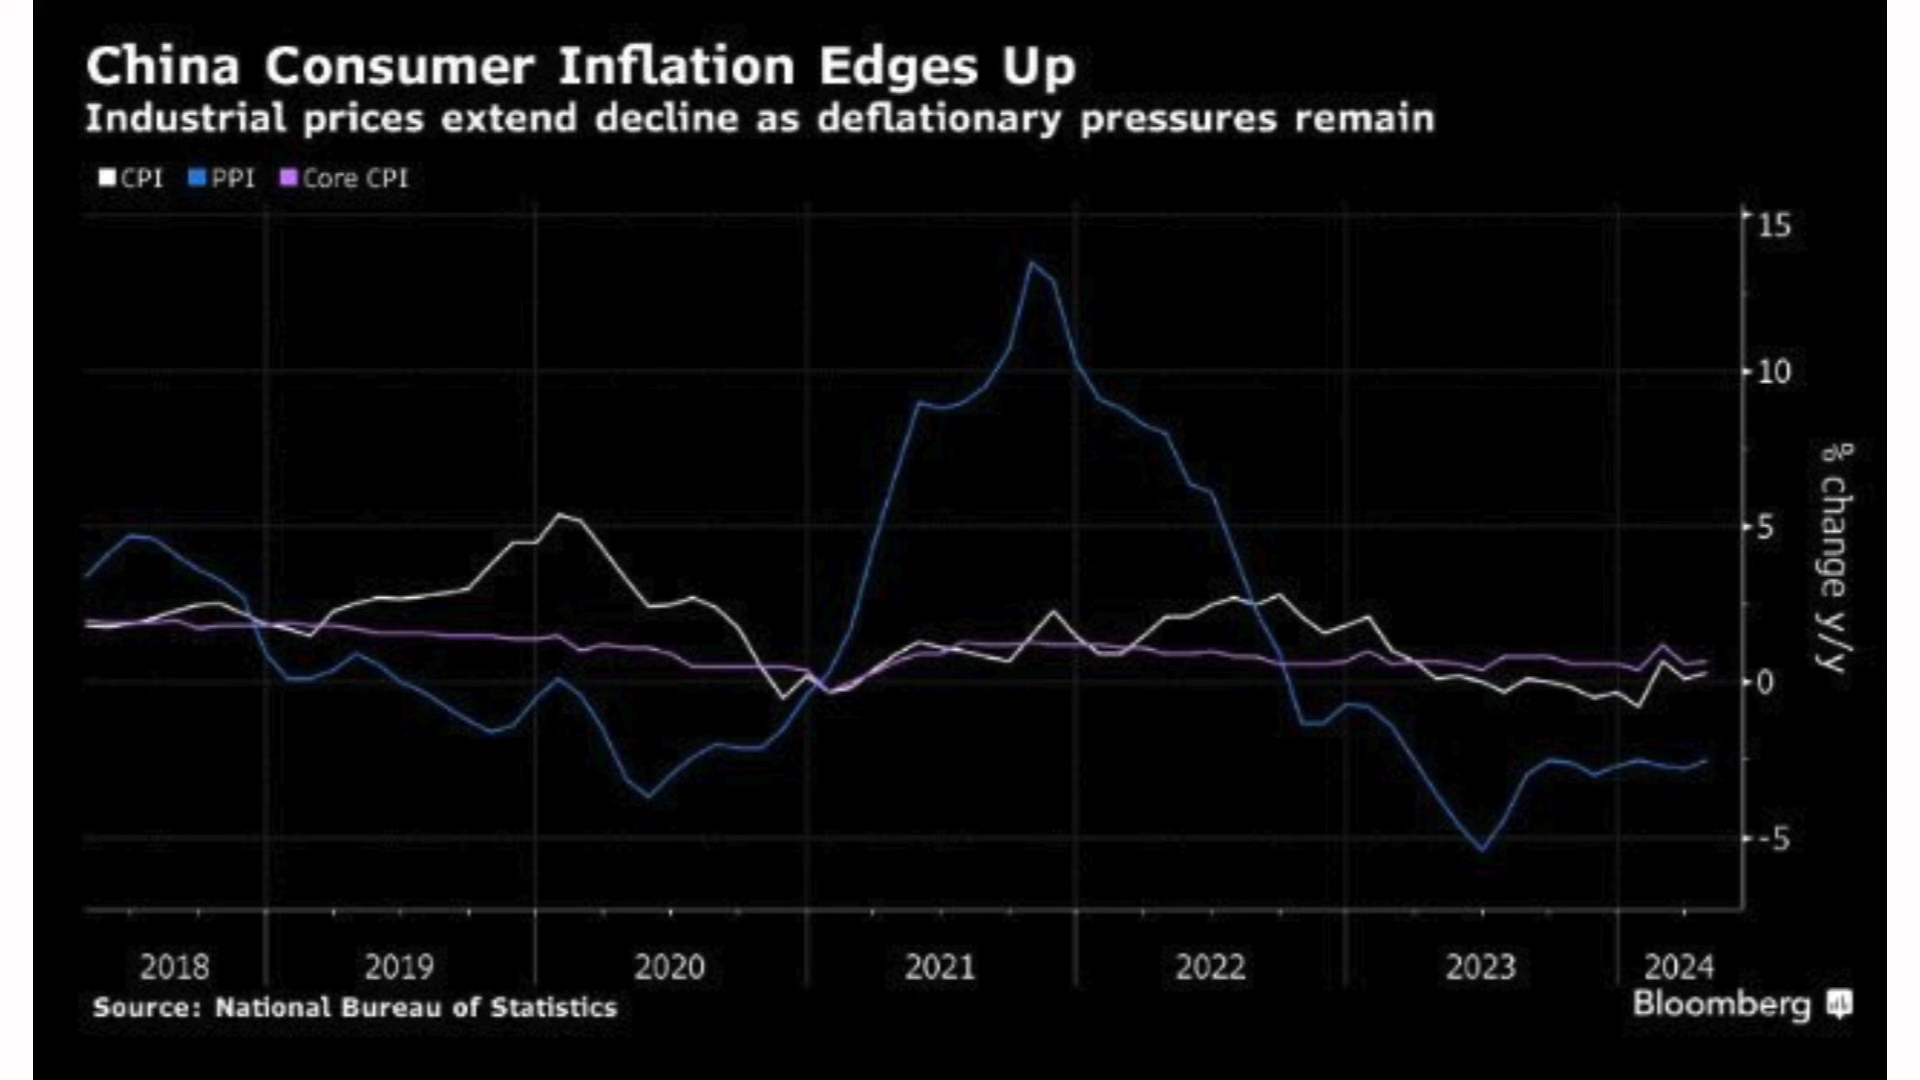 China Consumer Inflation Edges Up
Industrial prices extend decline as deflationary pressures remain
CPI PPI Core CPI
15
10
5
0
-5
% change y/y
2018 2019 2020 2021 2022 2023 2024
Source: National Bureau of Statistics
Bloomberg